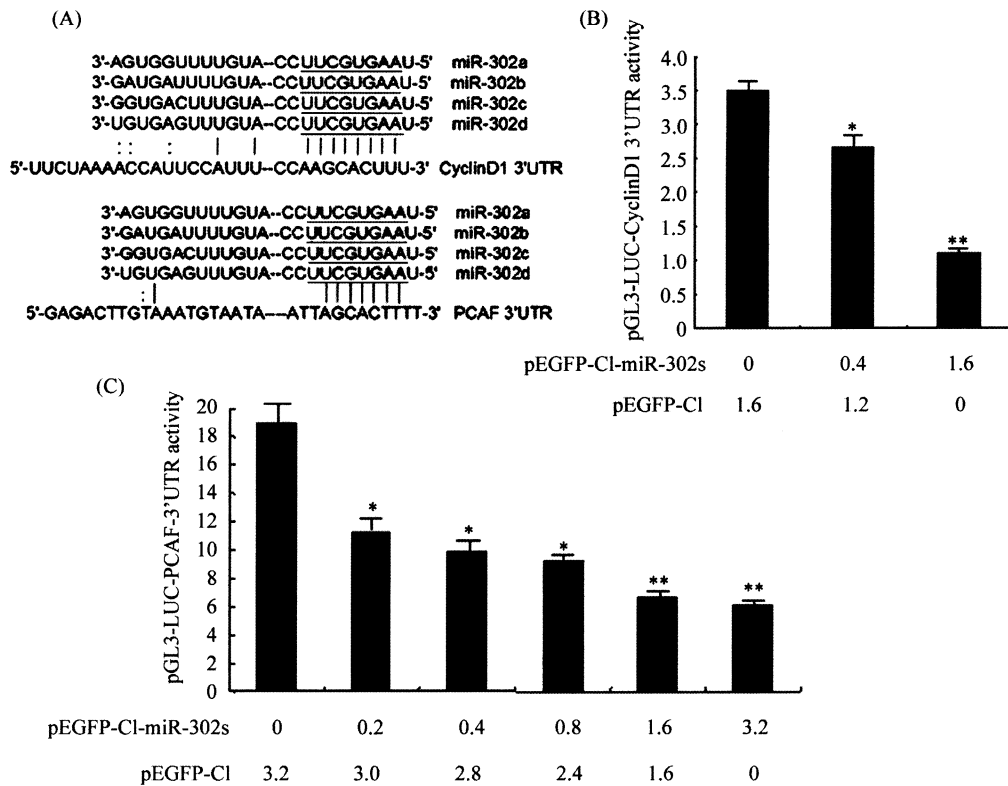 (A)
3'-AGUGGUUUUGUA--CCUUCGUGAAU-5' miR-302a
3'-GAUGAUUUUGUA--CCUUCGUGAAU-5' miR-302b
3'-GGUGACUUUGUA--CCUUCGUGAAU-5' miR-302c
3'-UGUGAGUUUGUA--CCUUCGUGAAU-5' miR-302d
5'-UUCUAAAACCAUUCCAUUU--CCAAGCACUUU-3' CyclinD1 3'UTR
3'-AGUGGUUUUGUA--CCUUCGUGAAU-5' miR-302a
3'-GAUGAUUUUGUA--CCUUCGUGAAU-5' miR-302b
3'-GGUGACUUUGUA--CCUUCGUGAAU-5' miR-302c
3'-UGUGAGUUUGUA--CCUUCGUGAAU-5' miR-302d
5'-GAGACTTGTAAATGTAATA---ATTAGCACTTTT-3' PCAF 3'UTR
(B)
pGL3-LUC-CyclinD1 3'UTR activity
4.0
3.5
3.0
2.5
2.0
1.5
1.0
0.5
0
*
**
pEGFP-Cl-miR-302s 0 0.4 1.6
pEGFP-Cl 1.6 1.2 0
(C)
pGL3-LUC-PCAF-3'UTR activity
20
18
16
14
12
10
8
6
4
2
0
*
*
*
**
**
pEGFP-Cl-miR-302s 0 0.2 0.4 0.8 1.6 3.2
pEGFP-Cl 3.2 3.0 2.8 2.4 1.6 0